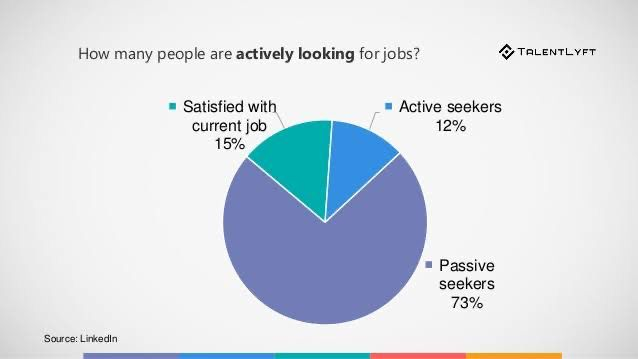 How many people are actively looking for jobs?
TALENTLYFT
Satisfied with
current job
15%
Active seekers
12%
Passive
seekers
73%
Source: LinkedIn